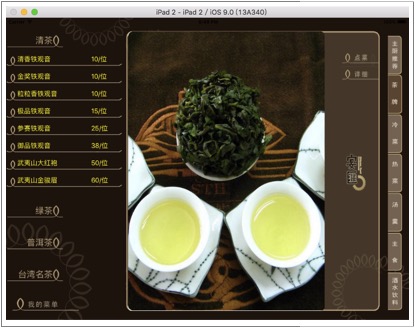 iPad 2 - iPad 2 / iOS 9.0 (13A340)
清茶
清香铁观音 10/位
金奖铁观音 10/位
粒粒香铁观音 10/位
极品铁观音 15/位
参赛铁观音 25/位
御品铁观音 38/位
武夷山大红袍 50/位
武夷山金骏眉 60/位
绿茶
普洱茶
台湾名茶
我的菜单
点菜
详细
主厨推荐
茶牌
冷菜
热菜
汤羹
主食
酒水饮料